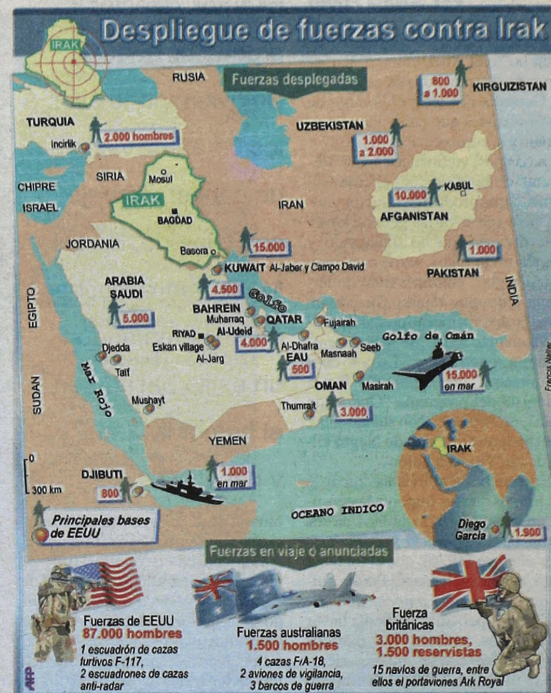 Despliegue de fuerzas contra Irak
IRAK
Fuerzas desplegadas
RUSIA
800
a 1.000
KIRGUIZISTAN
TURQUIA
2.000 hombres
Incirlik
UZBEKISTAN
1.000
a 2.000
CHIPRE
SIRIA
Mosul
IRAK
BAGDAD
Basora
IRAN
10.000
KABUL
AFGANISTAN
ISRAEL
JORDANIA
15.000
KUWAIT Al-Jaber y Campo David
1.000
PAKISTAN
INDIA
EGIPTO
ARABIA
SAUDI
5.000
4.500
BAHREIN
Muharraq
Golfo
QATAR
Al-Udeid
4.000
RIYAD
Eskan village
Al-Jarg
Fujairah
Al-Dhafra
EAU
500
Masnaah
Seeb
Golfo de Omán
15.000
en mar
Djedda
Taif
Mar Rojo
OMAN
Masirah
SUDAN
Mushayt
Thumrait
3.000
YEMEN
0
300 km
DJIBUTI
800
1.000
en mar
IRAK
OCEANO INDICO
Diego
García
1.900
Principales bases
de EEUU
Fuerzas en viaje o anunciadas
Fuerzas de EEUU
87.000 hombres
1 escuadrón de cazas
furtivos F-117,
2 escuadrones de cazas
anti-radar
Fuerzas australianas
1.500 hombres
4 cazas F/A-18,
2 aviones de vigilancia,
3 barcos de guerra
Fuerza
británicas
3.000 hombres,
1.500 reservistas
15 navíos de guerra, entre
ellos el portaviones Ark Royal
AFP